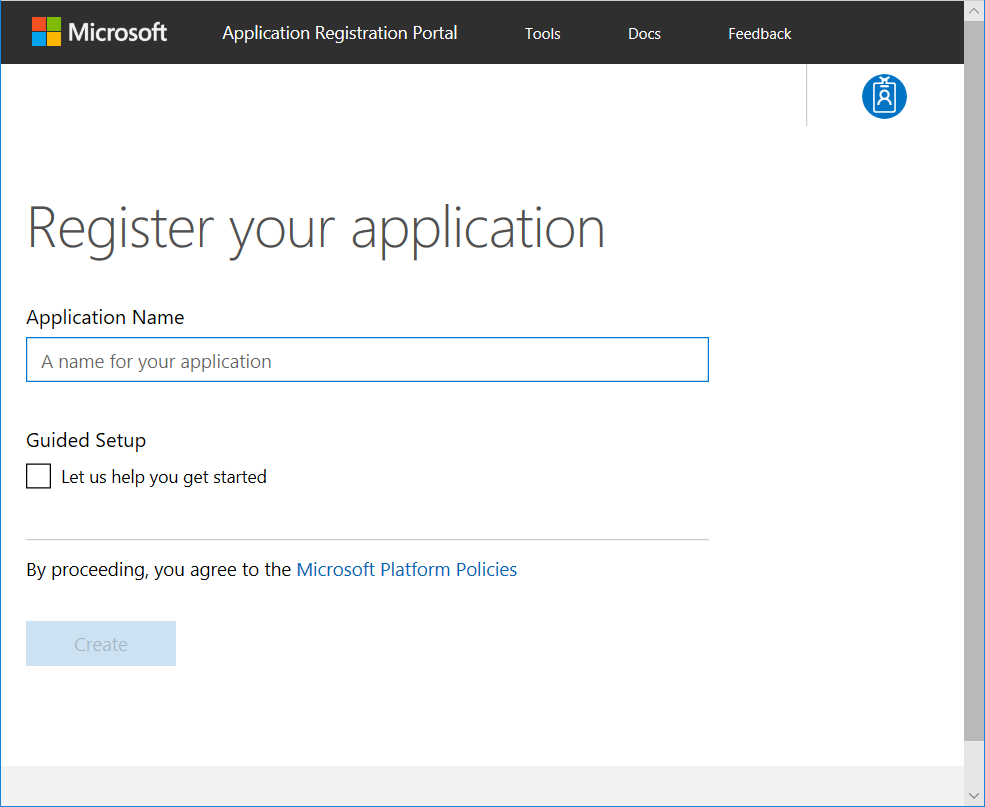 Microsoft Application Registration Portal Tools Docs Feedback
Register your application
Application Name
A name for your application
Guided Setup
Let us help you get started
By proceeding, you agree to the Microsoft Platform Policies
Create